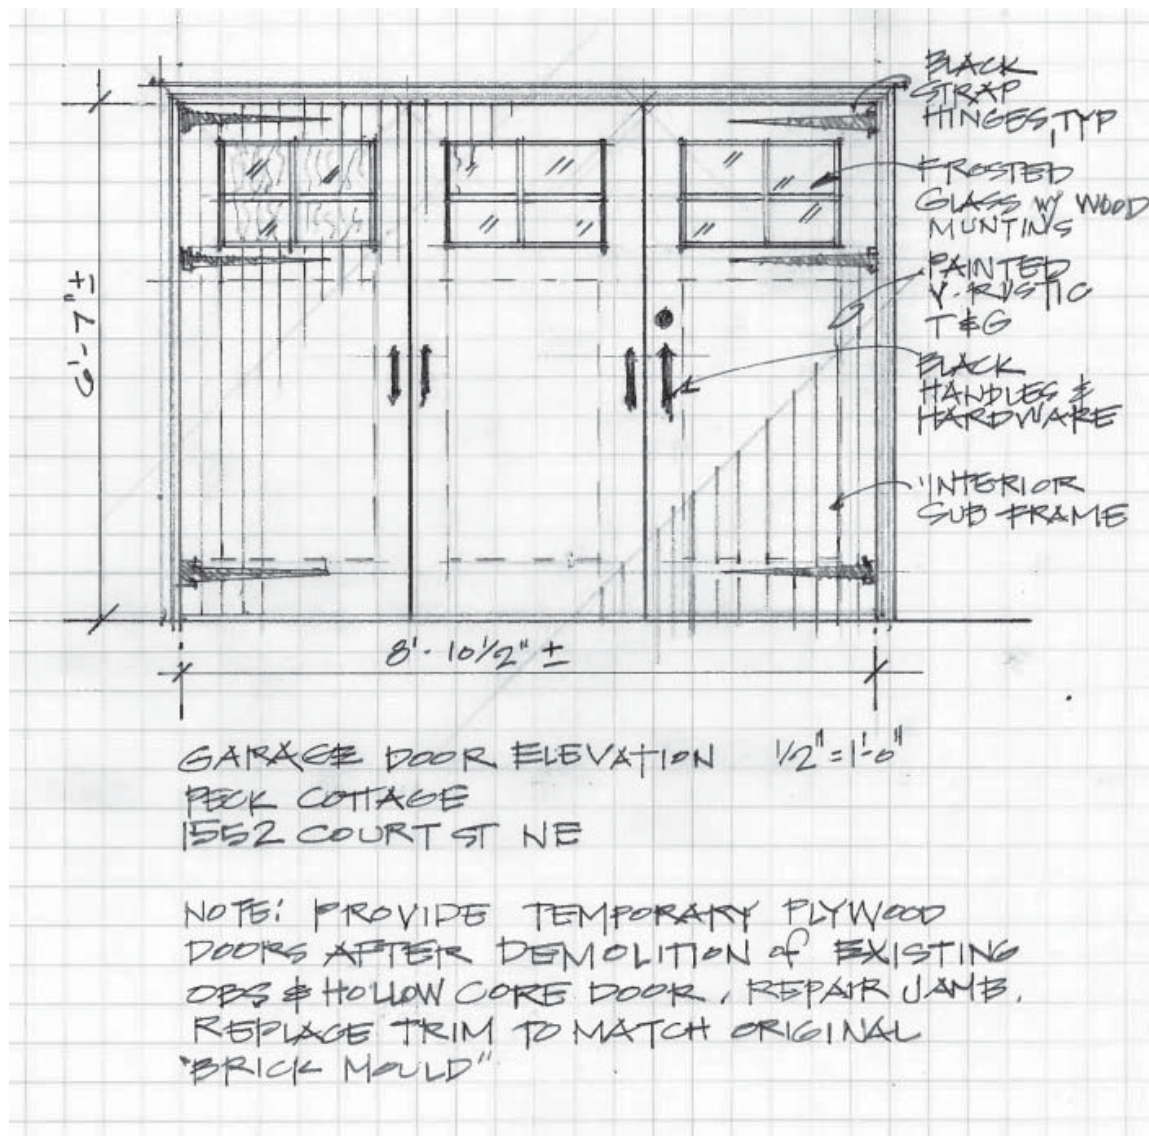 BLACK
STRAP
HINGES, TYP
FROSTED
GLASS W/ WOOD
MUNTINS
PAINTED
V-RUSTIC
T&G
BLACK
HANDLES &
HARDWARE
INTERIOR
SUB FRAME
6'-7" ±
8'-10 1/2" ±
GARAGE DOOR ELEVATION 1/2"=1'-0"
PECK COTTAGE
1552 COURT ST NE
NOTE: PROVIDE TEMPORARY PLYWOOD
DOORS AFTER DEMOLITION of EXISTING
OBS & HOLLOW CORE DOOR, REPAIR JAMB,
REPLACE TRIM TO MATCH ORIGINAL
"BRICK MOULD"